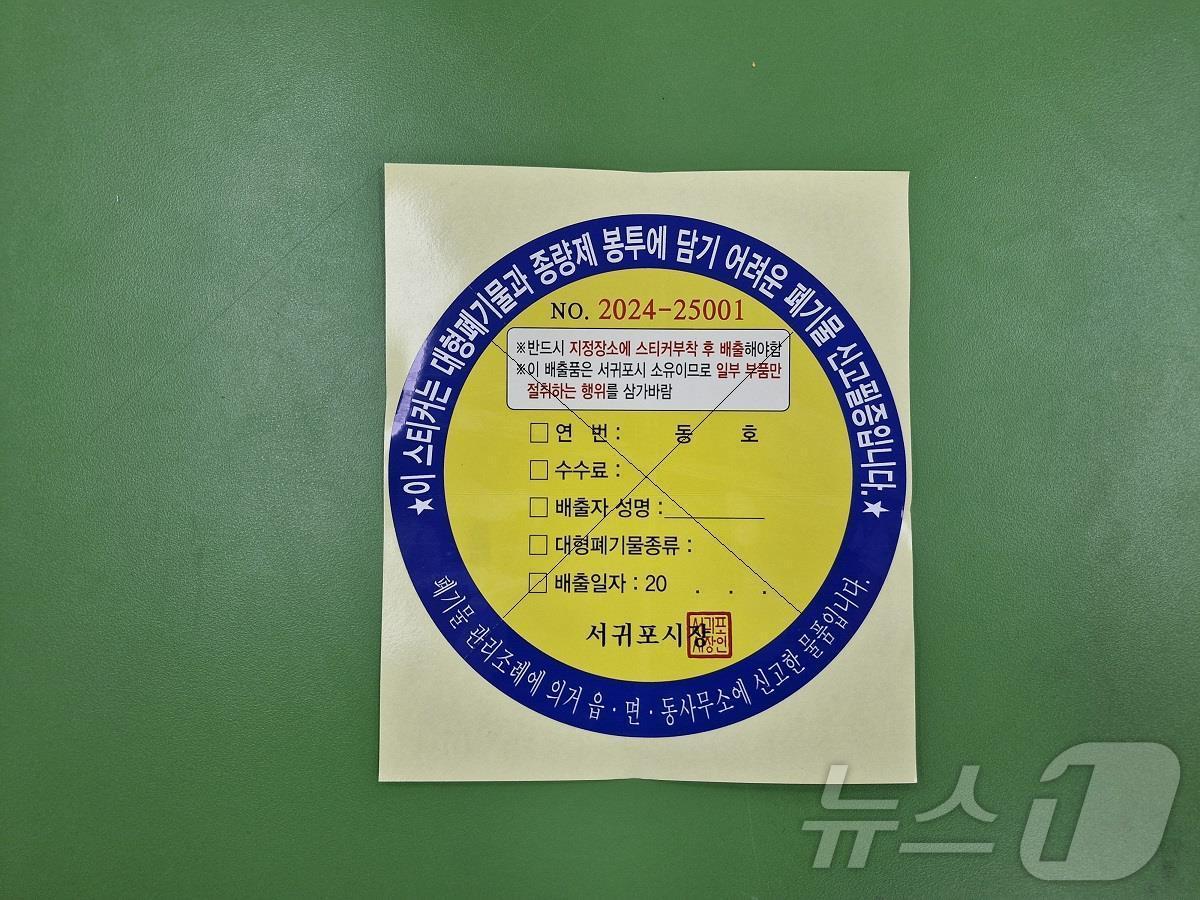 ★이 스티커는 대형폐기물과 종량제 봉투에 담기 어려운 폐기물 신고필증입니다.★
NO. 2024-25001
※반드시 지정장소에 스티커부착 후 배출해야함
※이 배출품은 서귀포시 소유이므로 일부 부품만
절취하는 행위를 삼가바람
□ 연 번 : 동 호
□ 수수료 :
□ 배출자 성명 :
□ 대형폐기물종류 :
□ 배출일자 : 20 . . .
서귀포시장
서귀포
시장인
폐기물 관리조례에 의거 읍·면·동사무소에 신고한 물품입니다.
뉴스1